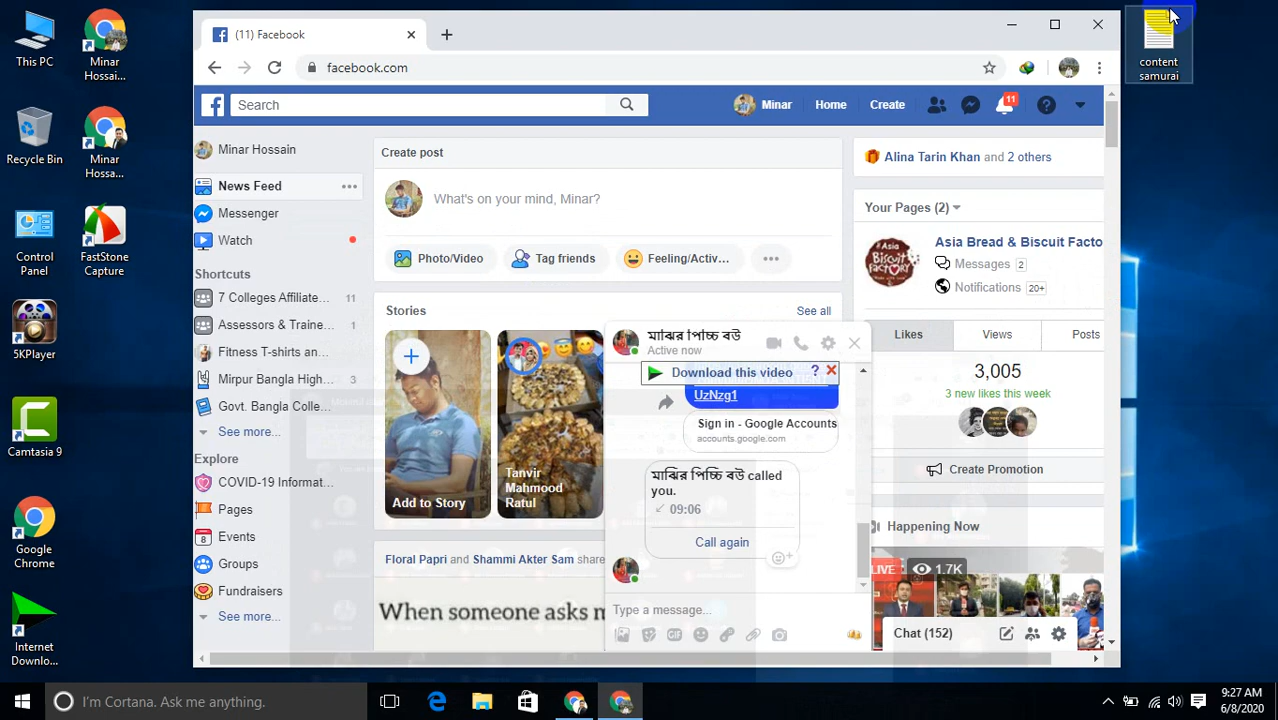 This PC
Minar
Hossai...
Recycle Bin
Minar
Hossa...
Control
Panel
FastStone
Capture
5KPlayer
Camtasia 9
Google
Chrome
Internet
Downlo...
content
samurai
(11) Facebook
facebook.com
Search
Minar
Home
Create
11
Minar Hossain
News Feed
Messenger
Watch
Shortcuts
7 Colleges Affiliate...
11
Assessors & Traine...
1
Fitness T-shirts an...
Mirpur Bangla High...
3
Govt. Bangla Colle...
See more...
Explore
COVID-19 Informat...
Pages
Events
Groups
Fundraisers
See more...
Create post
What's on your mind, Minar?
Photo/Video
Tag friends
Feeling/Activ...
Stories
See all
Add to Story
Tanvir
Mahmood
Ratul
Floral Papri and Shammi Akter Sam share
When someone asks m
মাঝির পিচ্চি বউ
Active now
Download this video
?
UzNzg1
Sign in - Google Accounts
accounts.google.com
মাঝির পিচ্চি বউ called
you.
09:06
Call again
Type a message...
GIF
Alina Tarin Khan and 2 others
Your Pages (2)
Asia Bread & Biscuit Facto
Messages 2
Notifications 20+
Likes
Views
Posts
3,005
3 new likes this week
Create Promotion
Happening Now
LIVE
1.7K
Chat (152)
I'm Cortana. Ask me anything.
9:27 AM
6/8/2020